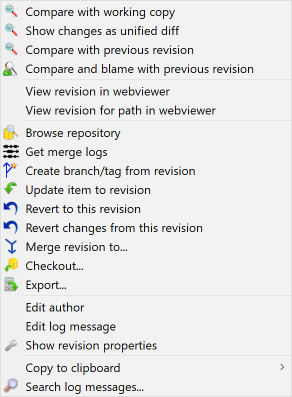 Compare with working copy
Show changes as unified diff
Compare with previous revision
Compare and blame with previous revision
View revision in webviewer
View revision for path in webviewer
Browse repository
Get merge logs
Create branch/tag from revision
Update item to revision
Revert to this revision
Revert changes from this revision
Merge revision to...
Checkout...
Export...
Edit author
Edit log message
Show revision properties
Copy to clipboard
Search log messages...